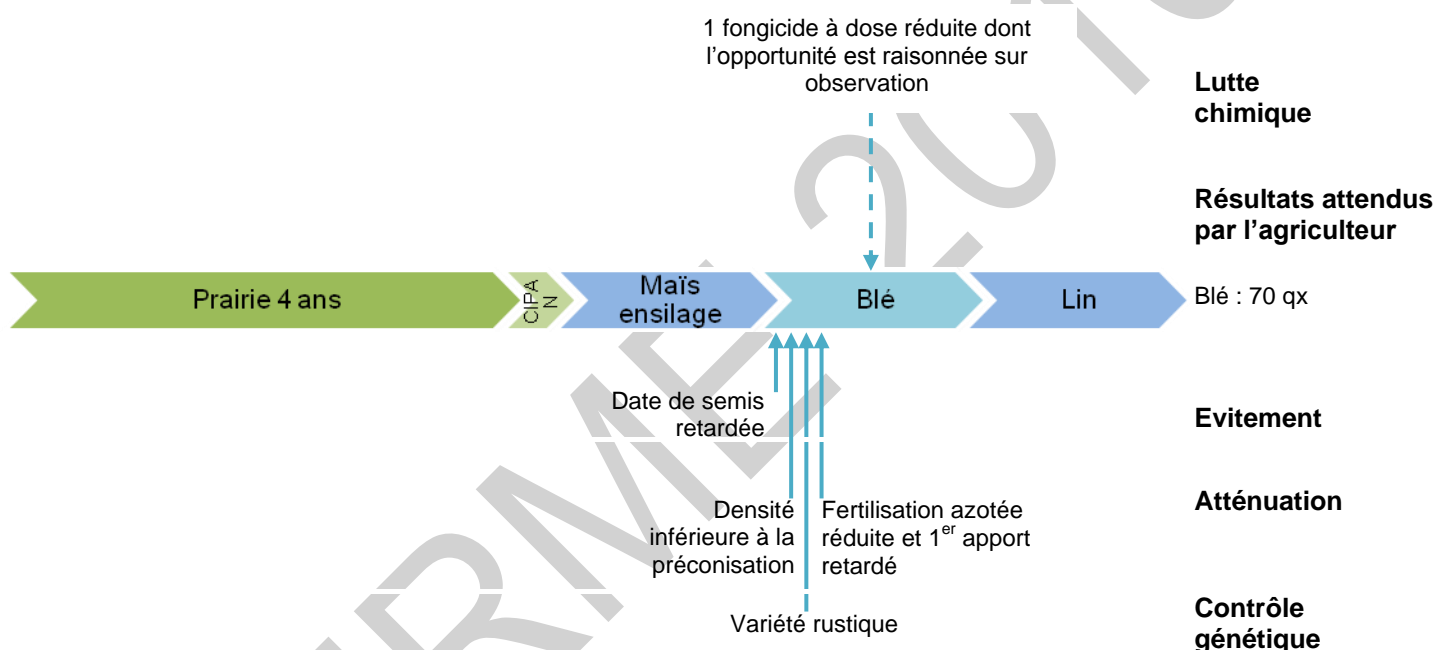 1 fongicide à dose réduite dont
l'opportunité est raisonnée sur
observation
Lutte
chimique
Résultats attendus
par l'agriculteur
Prairie 4 ans
CIPA
N
Maïs
ensilage
Blé
Lin
Blé : 70 qx
Date de semis
retardée
Evitement
Densité
inférieure à la
préconisation
Fertilisation azotée
réduite et 1er apport
retardé
Atténuation
Variété rustique
Contrôle
génétique